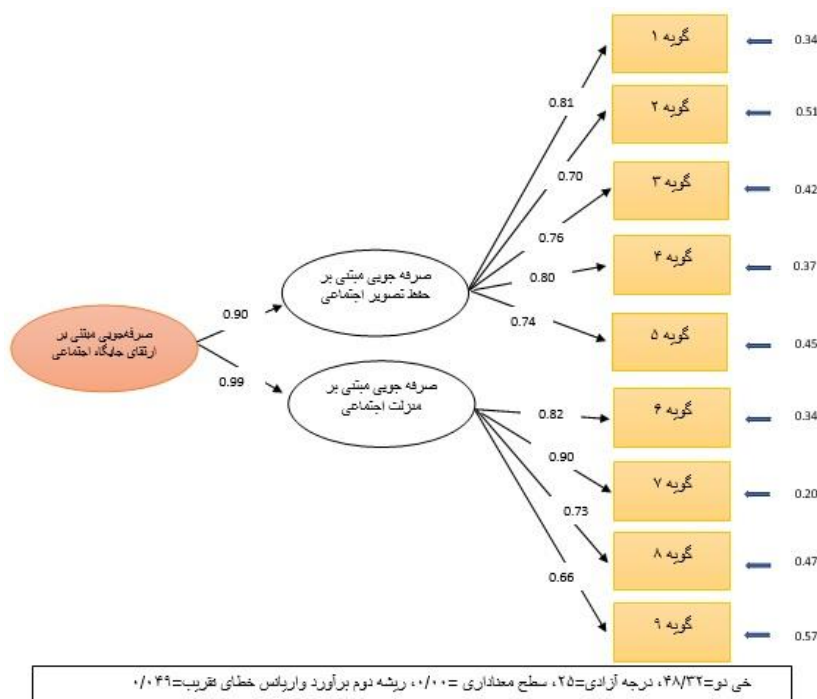 گویه ۱
0.34
0.81
گویه ۲
0.51
0.70
گویه ۳
0.42
0.76
صرفه جویی مبتنی بر
حفظ تصویر اجتماعی
گویه ۴
0.37
0.80
0.90
گویه ۵
0.45
0.74
صرفه‌جویی مبتنی بر
ارتقای جایگاه اجتماعی
0.99
صرفه جویی مبتنی بر
منزلت اجتماعی
گویه ۶
0.34
0.82
گویه ۷
0.20
0.90
گویه ۸
0.47
0.73
گویه ۹
0.57
0.66
خی دو=۴۸/۳۲، درجه آزادی=۲۵، سطح معناداری =۰/۰۰، ریشه دوم برآورد واریانس خطای تقریب=۰/۰۴۹